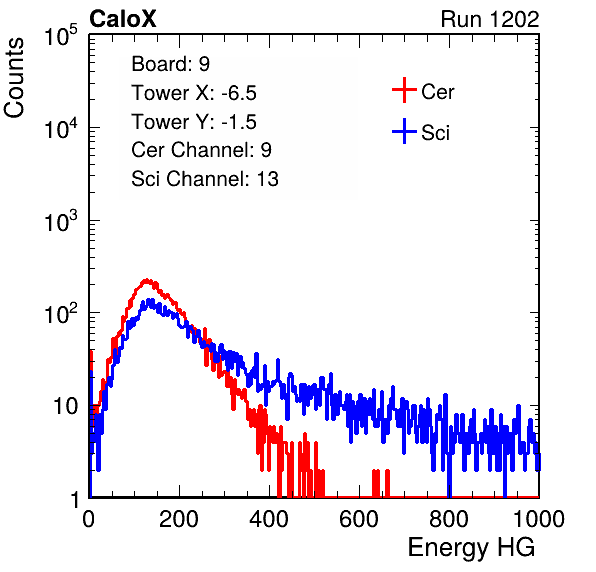 CaloX Run 1202
Counts
Board: 9
Tower X: -6.5
Tower Y: -1.5
Cer Channel: 9
Sci Channel: 13
Cer
Sci
10^5
10^4
10^3
10^2
10
1
0 200 400 600 800 1000
Energy HG